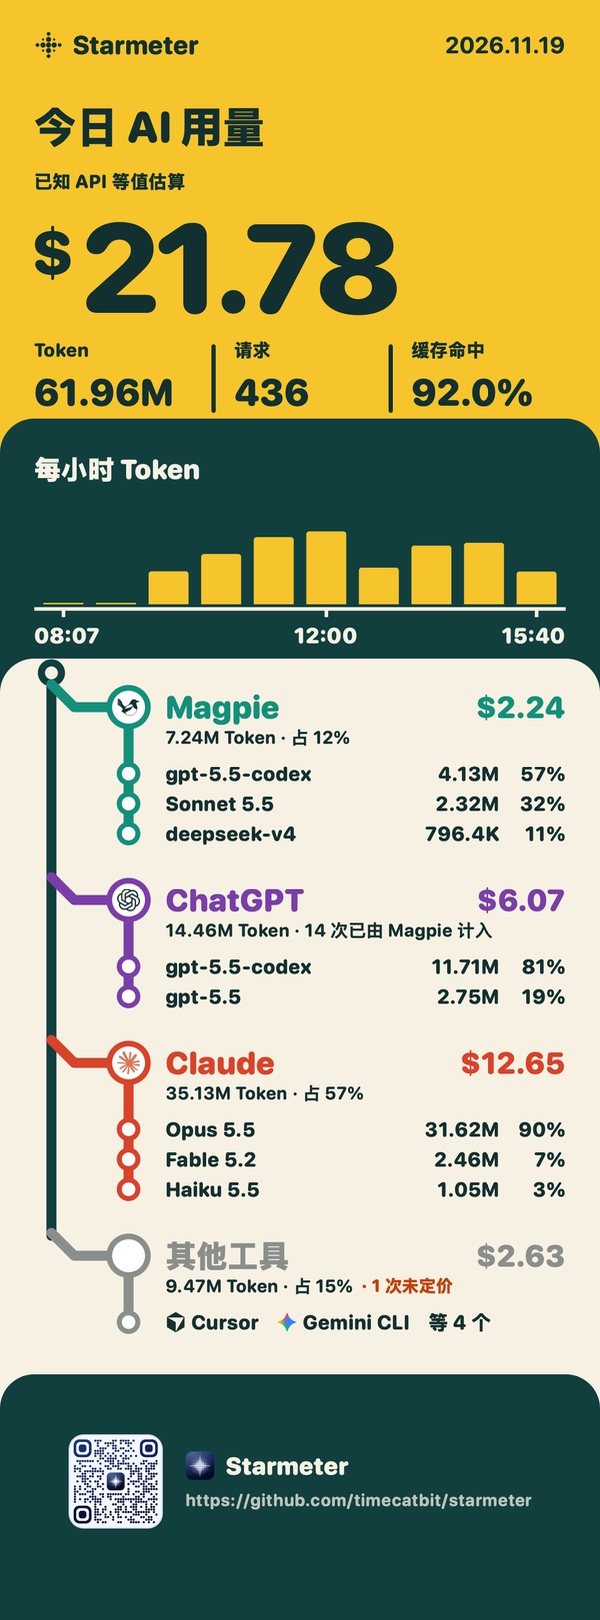 Starmeter 2026.11.19
今日 AI 用量
已知 API 等值估算
$21.78
Token 请求 缓存命中
61.96M 436 92.0%
每小时 Token
08:07 12:00 15:40
Magpie $2.24
7.24M Token · 占 12%
gpt-5.5-codex 4.13M 57%
Sonnet 5.5 2.32M 32%
deepseek-v4 796.4K 11%
ChatGPT $6.07
14.46M Token · 14 次已由 Magpie 计入
gpt-5.5-codex 11.71M 81%
gpt-5.5 2.75M 19%
Claude $12.65
35.13M Token · 占 57%
Opus 5.5 31.62M 90%
Fable 5.2 2.46M 7%
Haiku 5.5 1.05M 3%
其他工具 $2.63
9.47M Token · 占 15% · 1 次未定价
Cursor Gemini CLI 等 4 个
Starmeter
https://github.com/timecatbit/starmeter